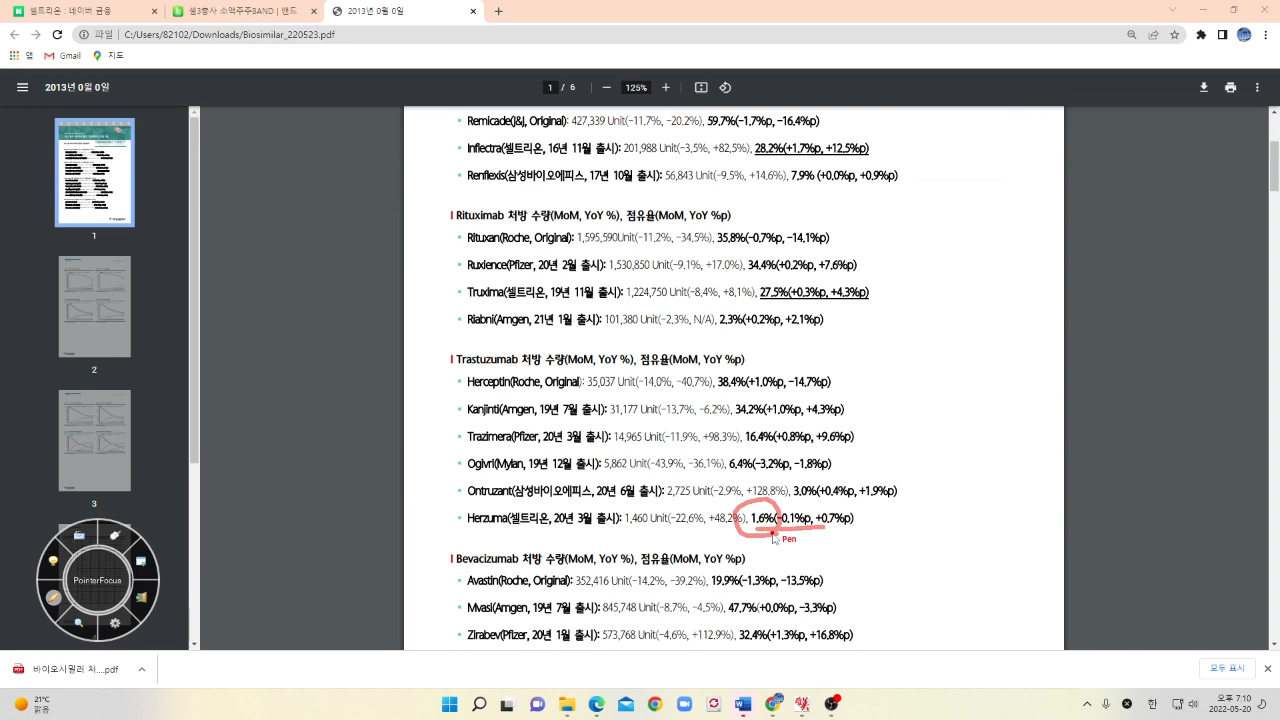 셀트리온 : 네이버 금융
셀3총사 소액주주BAND | 밴드
2013년 0월 0일
파일 | C:/Users/82102/Downloads/Biosimilar_220523.pdf
앱 Gmail 지도
2013년 0월 0일
1 / 6
125%
• Remicade(J&J, Original): 427,339 Unit(-11.7%, -20.2%), 59.7%(-1.7%p, -16.4%p)
• Inflectra(셀트리온, 16년 11월 출시): 201,988 Unit(-3.5%, +82.5%), 28.2%(+1.7%p, +12.5%p)
• Renflexis(삼성바이오에피스, 17년 10월 출시): 56,843 Unit(-9.5%, +14.6%), 7.9% (+0.0%p, +0.9%p)
Rituximab 처방 수량(MoM, YoY %), 점유율(MoM, YoY %p)
• Rituxan(Roche, Original): 1,595,590Unit(-11.2%, -34.5%), 35.8%(-0.7%p, -14.1%p)
• Ruxience(Pfizer, 20년 2월 출시): 1,530,850 Unit(-9.1%, +17.0%), 34.4%(+0.2%p, +7.6%p)
• Truxima(셀트리온, 19년 11월 출시): 1,224,750 Unit(-8.4%, +8.1%), 27.5%(+0.3%p, +4.3%p)
• Riabni(Amgen, 21년 1월 출시): 101,380 Unit(-2.3%, N/A), 2.3%(+0.2%p, +2.1%p)
Trastuzumab 처방 수량(MoM, YoY %), 점유율(MoM, YoY %p)
• Herceptin(Roche, Original): 35,037 Unit(-14.0%, -40.7%), 38.4%(+1.0%p, -14.7%p)
• Kanjinti(Amgen, 19년 7월 출시): 31,177 Unit(-13.7%, -6.2%), 34.2%(+1.0%p, +4.3%p)
• Trazimera(Pfizer, 20년 3월 출시): 14,965 Unit(-11.9%, +98.3%), 16.4%(+0.8%p, +9.6%p)
• Ogivri(Mylan, 19년 12월 출시): 5,862 Unit(-43.9%, -36.1%), 6.4%(-3.2%p, -1.8%p)
• Ontruzant(삼성바이오에피스, 20년 6월 출시): 2,725 Unit(-2.9%, +128.8%), 3.0%(+0.4%p, +1.9%p)
• Herzuma(셀트리온, 20년 3월 출시): 1,460 Unit(-22.6%, +48.2%), 1.6%(-0.1%p, +0.7%p)
Pen
Bevacizumab 처방 수량(MoM, YoY %), 점유율(MoM, YoY %p)
• Avastin(Roche, Original): 352,416 Unit(-14.2%, -39.2%), 19.9%(-1.3%p, -13.5%p)
• Mvasi(Amgen, 19년 7월 출시): 845,748 Unit(-8.7%, -4.5%), 47.7%(+0.0%p, -3.3%p)
• Zirabev(Pfizer, 20년 1월 출시): 573,768 Unit(-4.6%, +112.9%), 32.4%(+1.3%p, +16.8%p)
1
2
3
PointerFocus
바이오시밀러 처....pdf
모두 표시
21℃
맑음
한
오후 7:10
2022-05-20